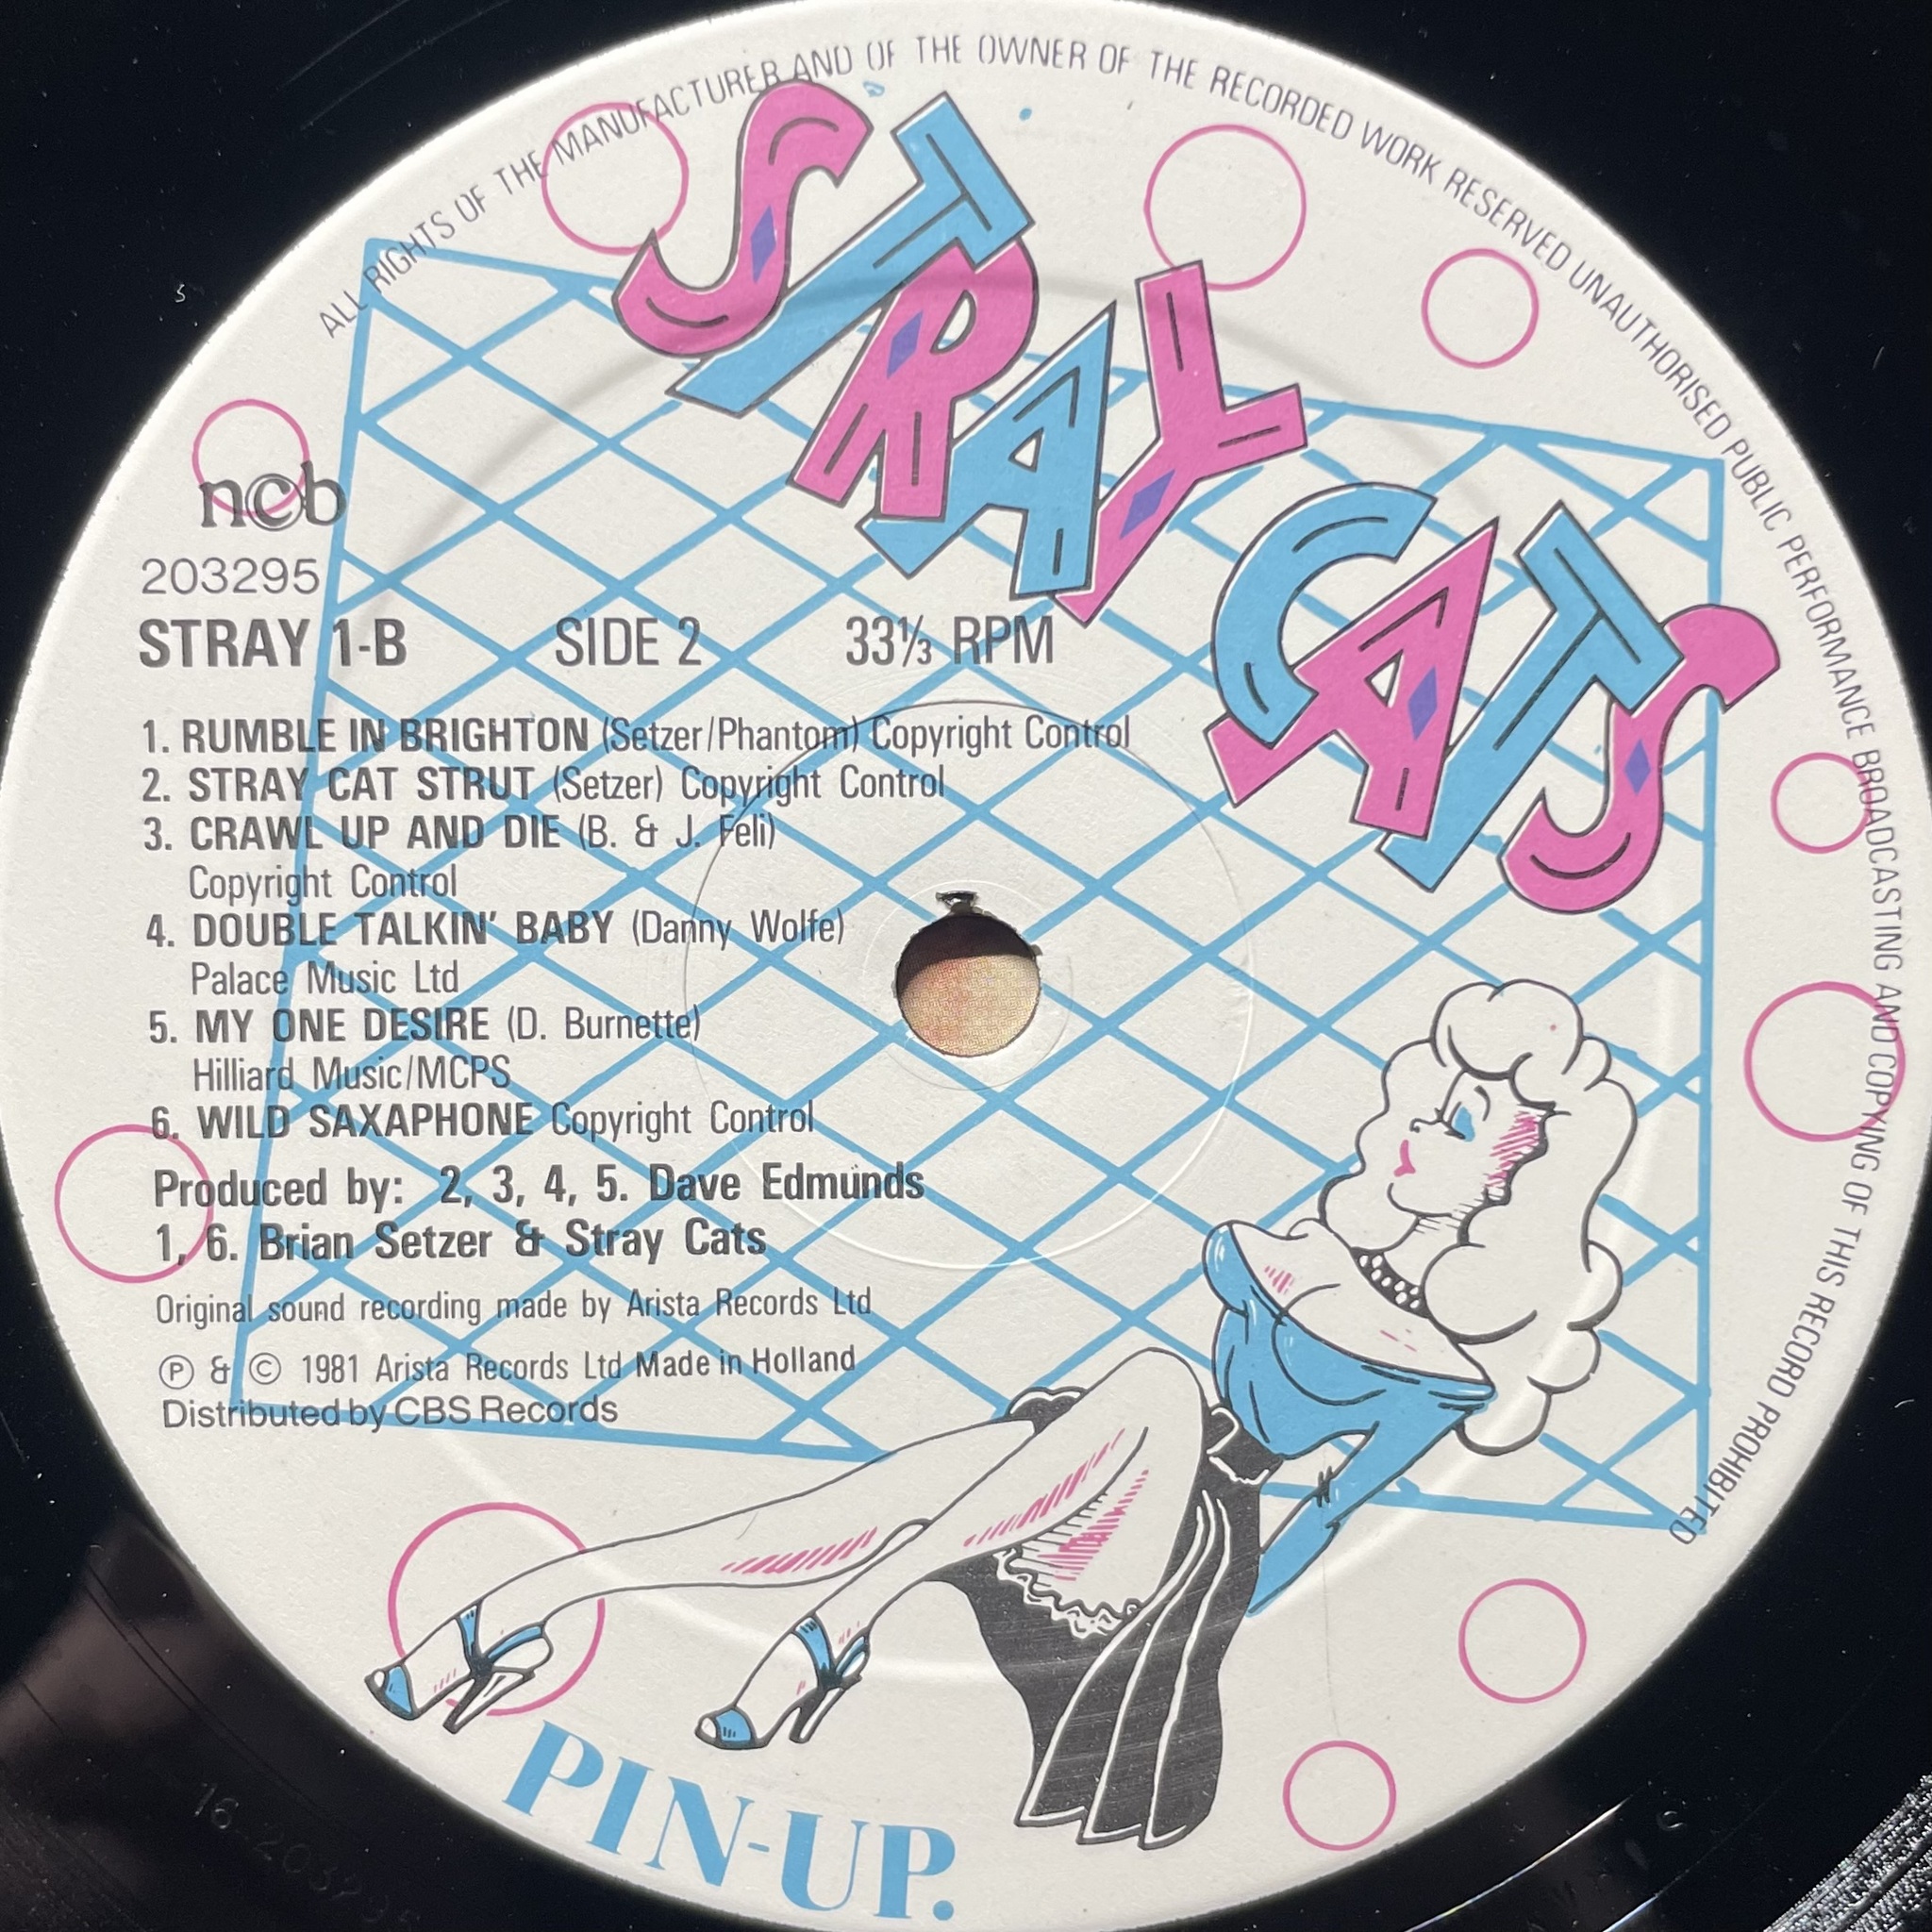 ALL RIGHTS OF THE MANUFACTURER AND OF THE OWNER OF THE RECORDED WORK RESERVED UNAUTHORISED PUBLIC PERFORMANCE BROADCASTING AND COPYING OF THIS RECORD PROHIBITED
STRAY CATS
n©b
203295
STRAY 1-B SIDE 2 33⅓ RPM
1. RUMBLE IN BRIGHTON (Setzer/Phantom) Copyright Control
2. STRAY CAT STRUT (Setzer) Copyright Control
3. CRAWL UP AND DIE (B. & J. Feli)
Copyright Control
4. DOUBLE TALKIN' BABY (Danny Wolfe)
Palace Music Ltd
5. MY ONE DESIRE (D. Burnette)
Hilliard Music/MCPS
6. WILD SAXAPHONE Copyright Control
Produced by: 2, 3, 4, 5. Dave Edmunds
1, 6. Brian Setzer & Stray Cats
Original sound recording made by Arista Records Ltd
℗ & © 1981 Arista Records Ltd Made in Holland
Distributed by CBS Records
PIN-UP.